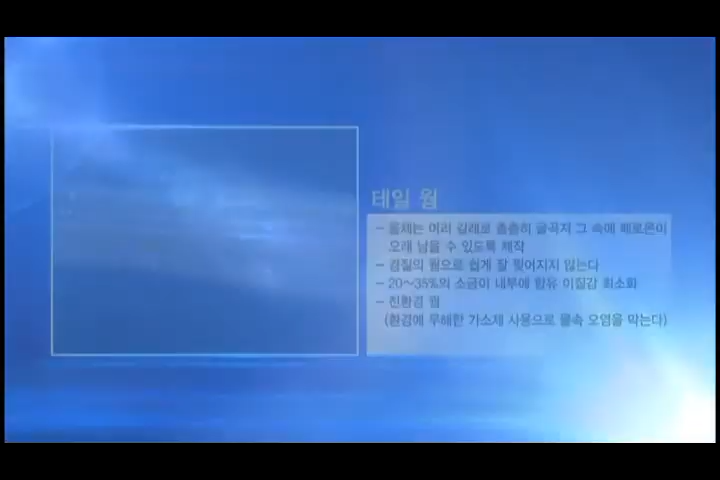 테일 웜
- 몸체는 여러 갈래로 촘촘히 굴곡져 그 속에 페로몬이
오래 남을 수 있도록 제작
- 경질의 웜으로 쉽게 잘 찢어지지 않는다
- 20~35%의 소금이 내부에 함유 이질감 최소화
- 친환경 웜
(환경에 무해한 가소제 사용으로 물속 오염을 막는다)